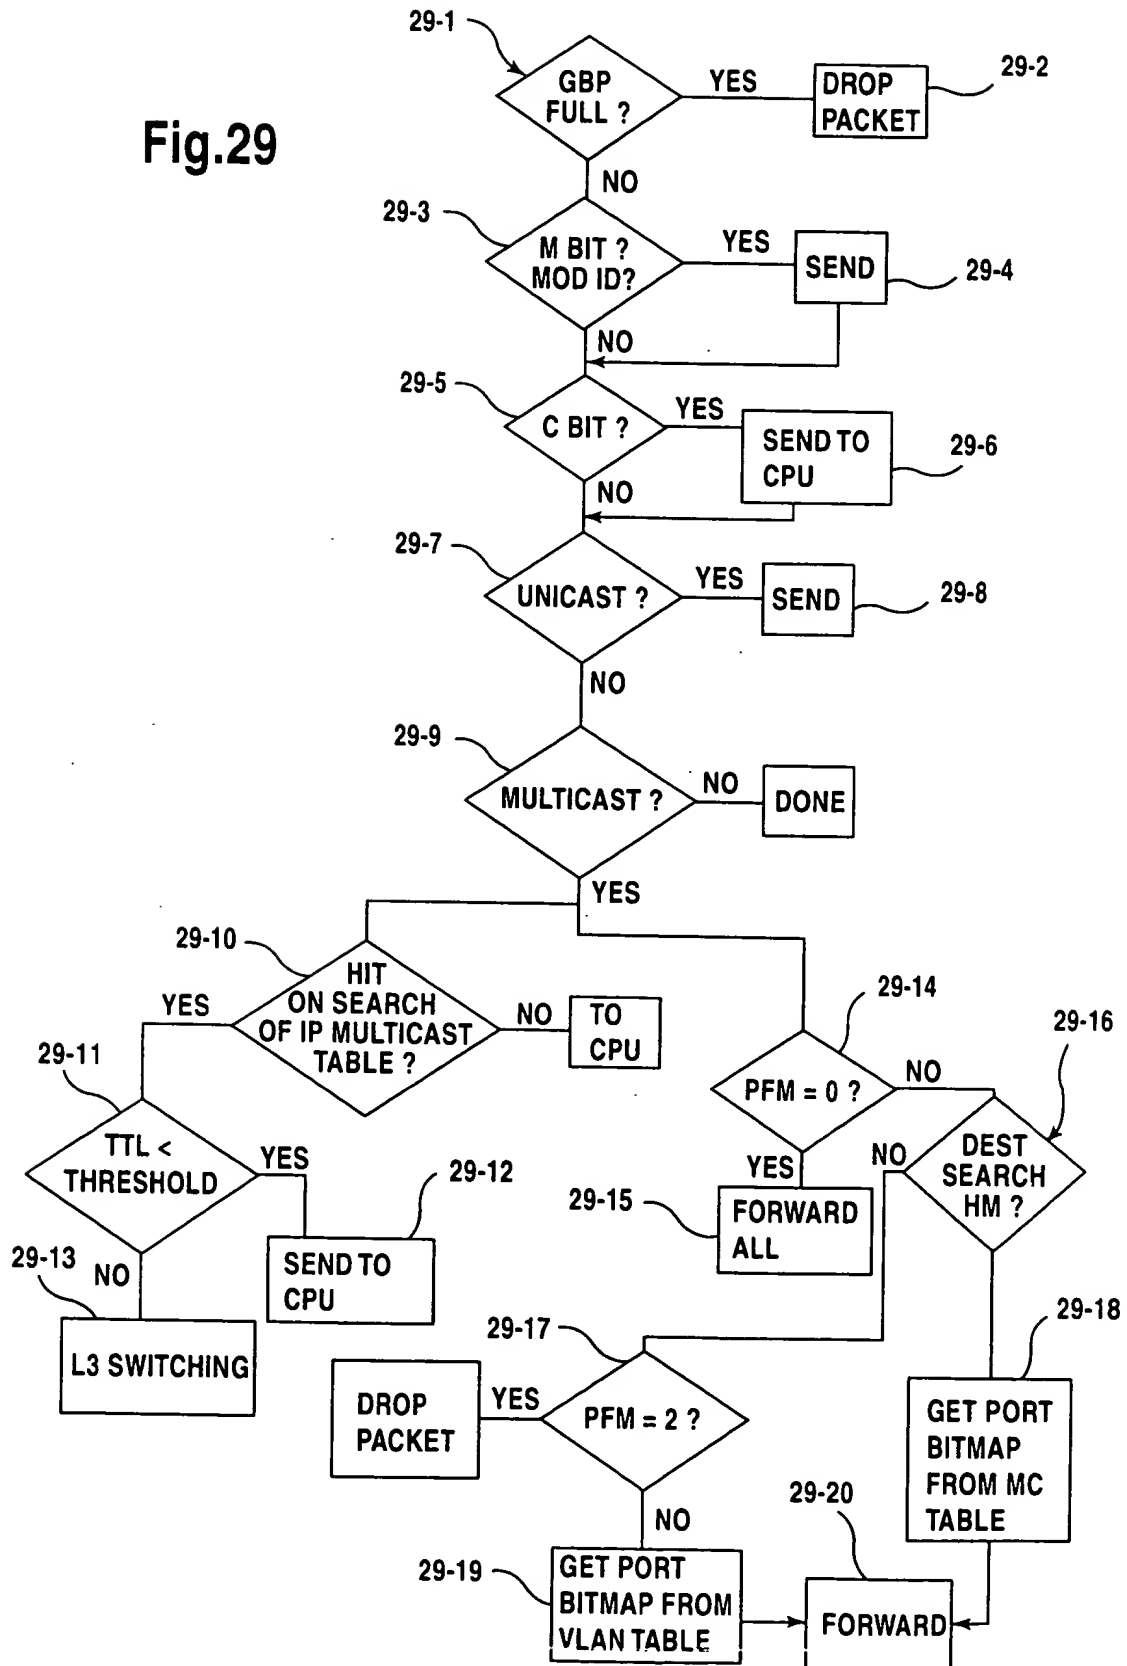 Fig.29
29-1
GBP
FULL ?
YES
DROP
PACKET
29-2
NO
29-3
M BIT ?
MOD ID?
YES
SEND
29-4
NO
29-5
C BIT ?
YES
SEND TO
CPU
29-6
NO
29-7
UNICAST ?
YES
SEND
29-8
NO
29-9
MULTICAST ?
NO
DONE
YES
29-10
HIT
ON SEARCH
OF IP MULTICAST
TABLE ?
YES
NO
TO
CPU
29-11
TTL <
THRESHOLD
YES
29-12
SEND TO
CPU
29-13
NO
L3 SWITCHING
29-14
PFM = 0 ?
NO
YES
29-15
FORWARD
ALL
29-16
DEST
SEARCH
HM ?
NO
29-17
PFM = 2 ?
YES
DROP
PACKET
NO
29-18
GET PORT
BITMAP
FROM MC
TABLE
29-19
GET PORT
BITMAP FROM
VLAN TABLE
29-20
FORWARD